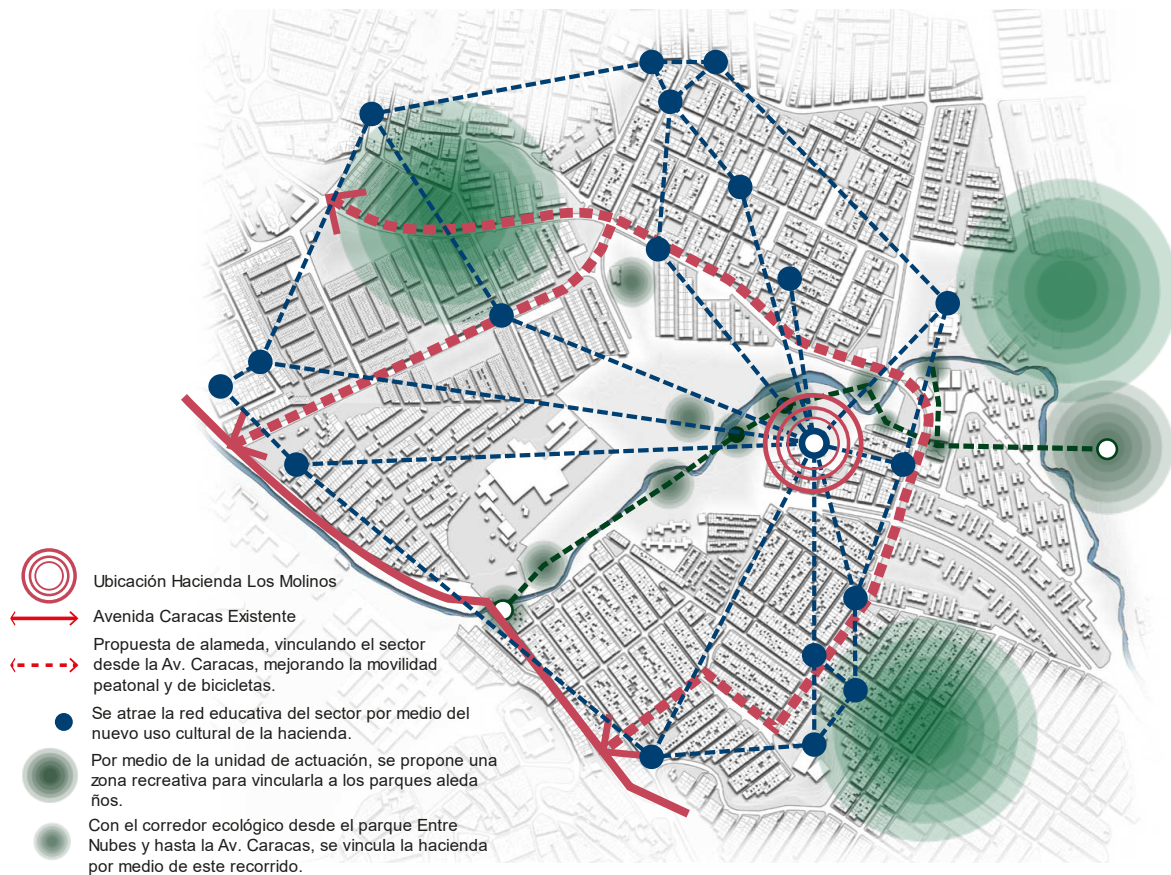 Ubicación Hacienda Los Molinos
Avenida Caracas Existente
Propuesta de alameda, vinculando el sector
desde la Av. Caracas, mejorando la movilidad
peatonal y de bicicletas.
Se atrae la red educativa del sector por medio del
nuevo uso cultural de la hacienda.
Por medio de la unidad de actuación, se propone una
zona recreativa para vincularla a los parques aleda
ños.
Con el corredor ecológico desde el parque Entre
Nubes y hasta la Av. Caracas, se vincula la hacienda
por medio de este recorrido.